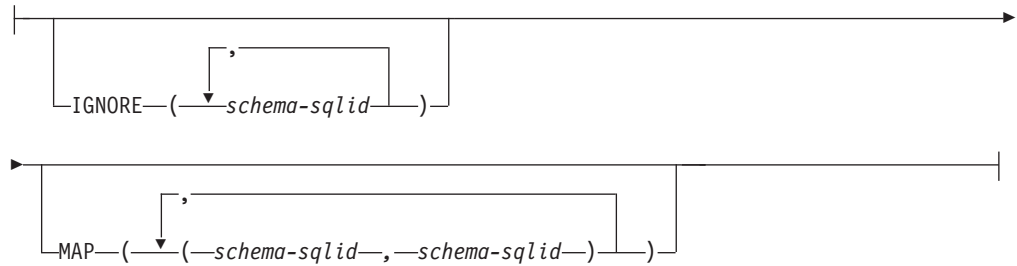 ,
IGNORE ( schema-sqlid )
,
MAP ( ( schema-sqlid , schema-sqlid ) )